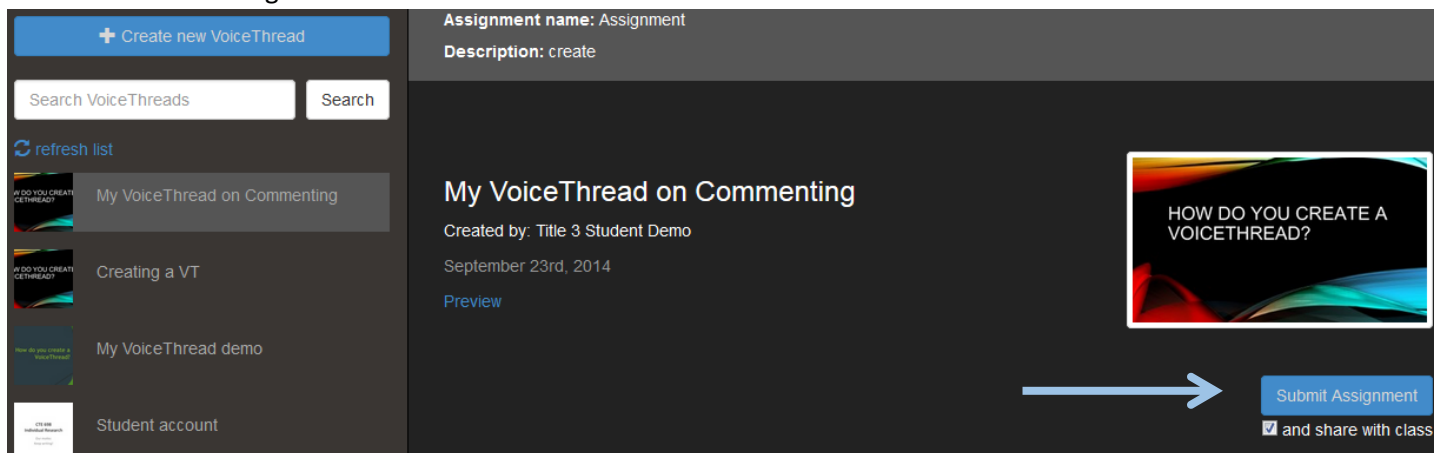 Create new VoiceThread
Search VoiceThreads
Search
refresh list
My VoiceThread on Commenting
Creating a VT
My VoiceThread demo
Student account
Assignment name: Assignment
Description: create
My VoiceThread on Commenting
Created by: Title 3 Student Demo
September 23rd, 2014
Preview
HOW DO YOU CREATE A
VOICETHREAD?
Submit Assignment
and share with class